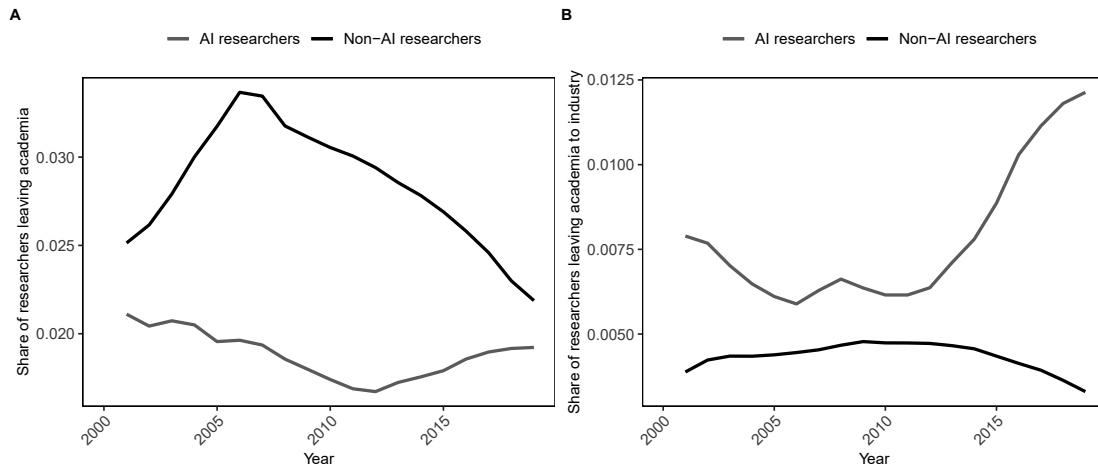 A
AI researchers Non−AI researchers
Share of researchers leaving academia
0.030
0.025
0.020
2000
2005
2010
2015
Year
B
AI researchers Non−AI researchers
Share of researchers leaving academia to industry
0.0125
0.0100
0.0075
0.0050
2000
2005
2010
2015
Year